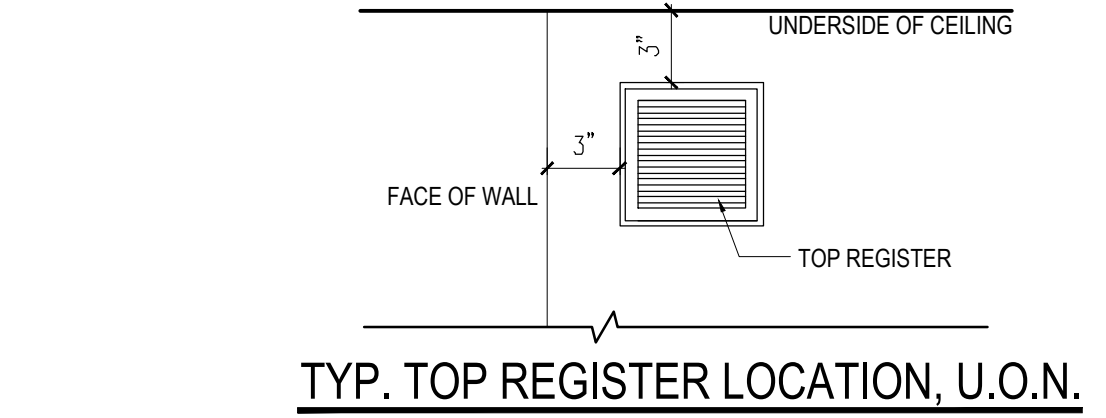 UNDERSIDE OF CEILING
3”
3”
FACE OF WALL
TOP REGISTER
TYP. TOP REGISTER LOCATION, U.O.N.